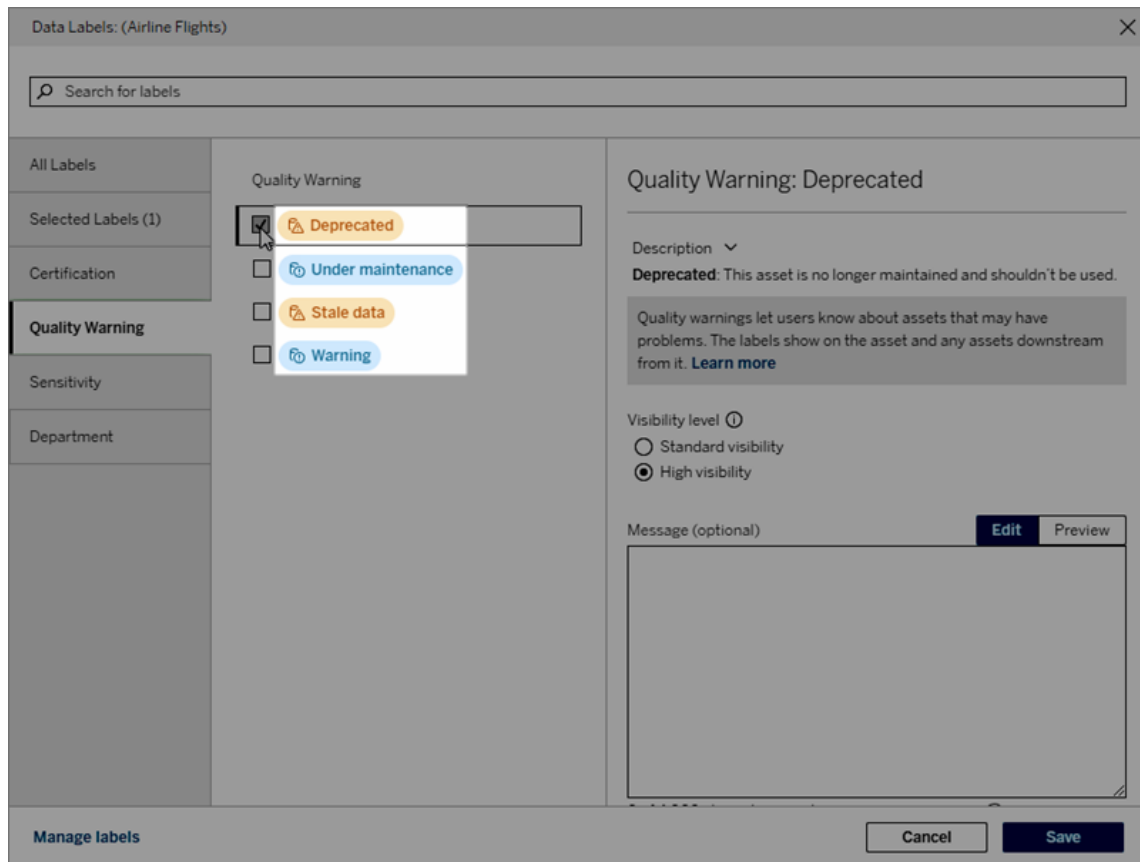 Data Labels: (Airline Flights)
Search for labels
All Labels
Selected Labels (1)
Certification
Quality Warning
Sensitivity
Department
Quality Warning
Deprecated
Under maintenance
Stale data
Warning
Quality Warning: Deprecated
Description
Deprecated: This asset is no longer maintained and shouldn't be used.
Quality warnings let users know about assets that may have
problems. The labels show on the asset and any assets downstream
from it. Learn more
Visibility level
Standard visibility
High visibility
Message (optional)
Edit
Preview
Manage labels
Cancel
Save